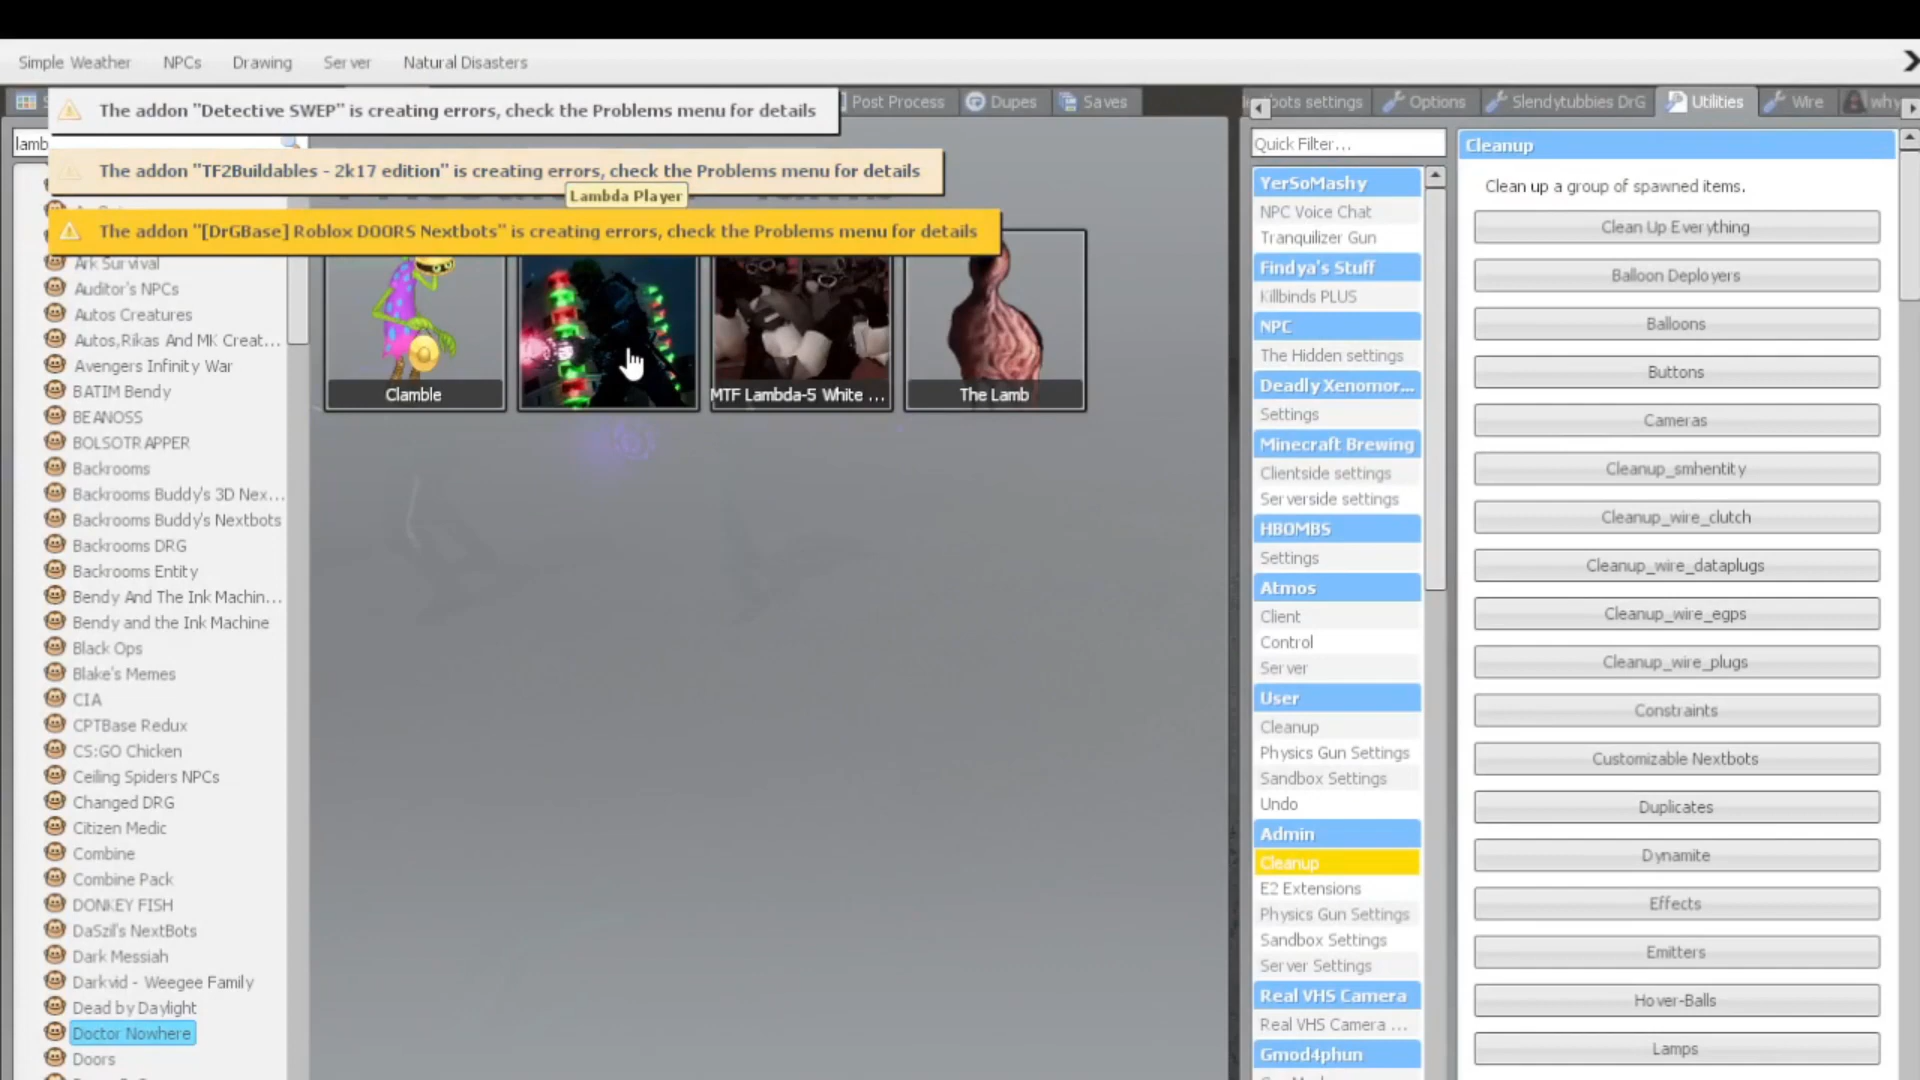 Simple Weather NPCs Drawing Server Natural Disasters
The addon "Detective SWEP" is creating errors, check the Problems menu for details
Post Process Dupes Saves
bots settings Options Slendytubbies DrG Utilities Wire why
lamb
The addon "TF2Buildables - 2k17 edition" is creating errors, check the Problems menu for details
Lambda Player
The addon "[DrGBase] Roblox DOORS Nextbots" is creating errors, check the Problems menu for details
Ark Survival
Auditor's NPCs
Autos Creatures
Autos,Rikas And MK Creat...
Avengers Infinity War
BATIM Bendy
BEANOSS
BOLSOTRAPPER
Backrooms
Backrooms Buddy's 3D Nex...
Backrooms Buddy's Nextbots
Backrooms DRG
Backrooms Entity
Bendy And The Ink Machin...
Bendy and the Ink Machine
Black Ops
Blake's Memes
CIA
CPTBase Redux
CS:GO Chicken
Ceiling Spiders NPCs
Changed DRG
Citizen Medic
Combine
Combine Pack
DONKEY FISH
DaSzil's NextBots
Dark Messiah
Darkvid - Weegee Family
Dead by Daylight
Doctor Nowhere
Doors
Clamble
MTF Lambda-5 White ...
The Lamb
Quick Filter...
YerSoMashy
NPC Voice Chat
Tranquilizer Gun
Findya's Stuff
Killbinds PLUS
NPC
The Hidden settings
Deadly Xenomor...
Settings
Minecraft Brewing
Clientside settings
Serverside settings
HBOMBS
Settings
Atmos
Client
Control
Server
User
Cleanup
Physics Gun Settings
Sandbox Settings
Undo
Admin
Cleanup
E2 Extensions
Physics Gun Settings
Sandbox Settings
Server Settings
Real VHS Camera
Real VHS Camera ...
Gmod4phun
Cleanup
Clean up a group of spawned items.
Clean Up Everything
Balloon Deployers
Balloons
Buttons
Cameras
Cleanup_smhentity
Cleanup_wire_clutch
Cleanup_wire_dataplugs
Cleanup_wire_egps
Cleanup_wire_plugs
Constraints
Customizable Nextbots
Duplicates
Dynamite
Effects
Emitters
Hover-Balls
Lamps